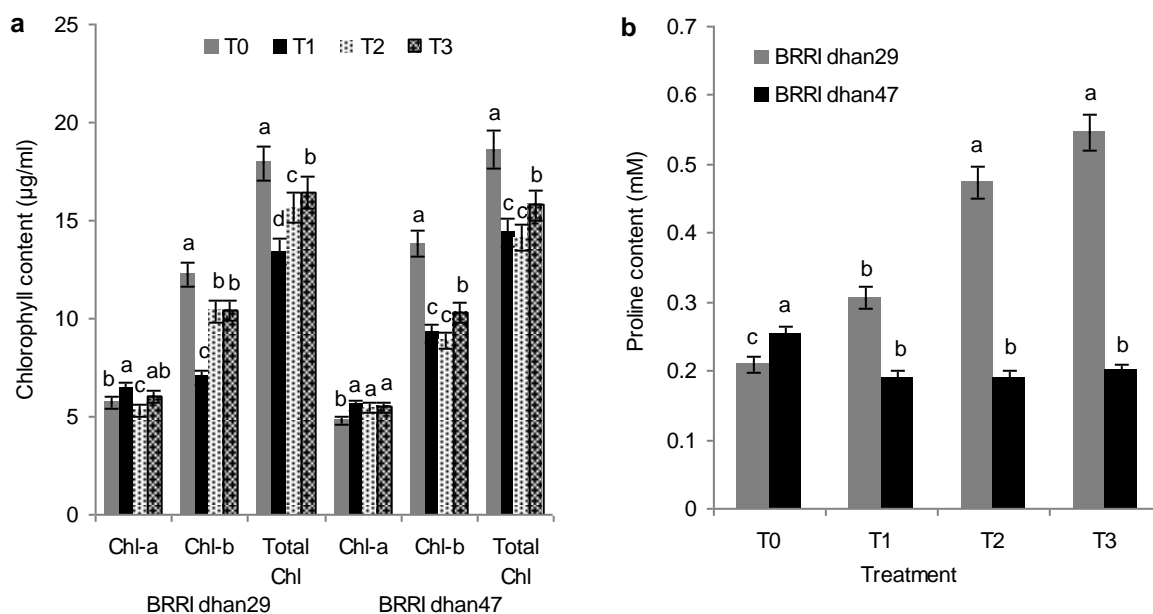 a
Chlorophyll content (µg/ml)
25
20
15
10
5
0
T0 T1 T2 T3
b a c ab
a c b b
a d c b
b a a a
a c c b
a c c b
Chl-a Chl-b Total Chl Chl-a Chl-b Total Chl
BRRI dhan29 BRRI dhan47
b
Proline content (mM)
0.7
0.6
0.5
0.4
0.3
0.2
0.1
0
BRRI dhan29
BRRI dhan47
c a
b b
a b
a b
T0 T1 T2 T3
Treatment